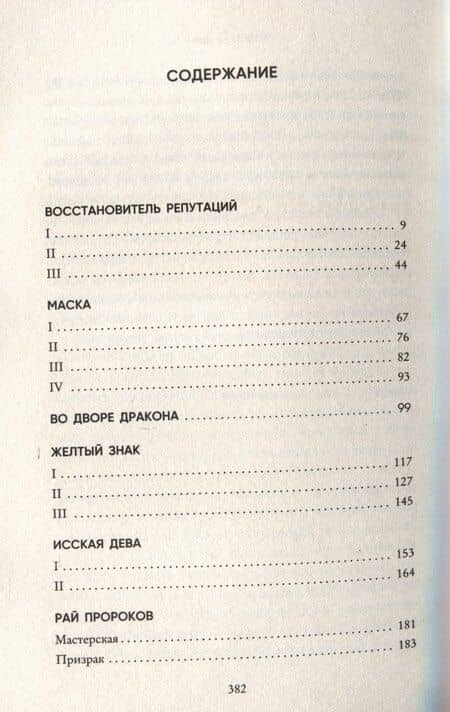 СОДЕРЖАНИЕ
ВОССТАНОВИТЕЛЬ РЕПУТАЦИЙ
I ........ 9
II ........ 24
III ........ 44
МАСКА
I ........ 67
II ........ 76
III ........ 82
IV ........ 93
ВО ДВОРЕ ДРАКОНА ........ 99
ЖЕЛТЫЙ ЗНАК
I ........ 117
II ........ 127
III ........ 145
ИССКАЯ ДЕВА
I ........ 153
II ........ 164
РАЙ ПРОРОКОВ
Мастерская ........ 181
Призрак ........ 183
382